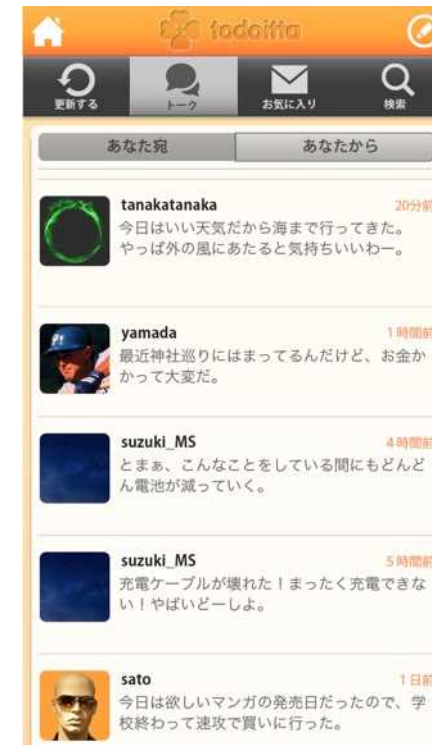 todoitta
更新する
トーク
お気に入り
検索
あなた宛
あなたから
tanakatanaka
20分前
今日はいい天気だから海まで行ってきた。
やっぱ外の風にあたると気持ちいいわー。
yamada
1時間前
最近神社巡りにはまってるんだけど、お金か
かって大変だ。
suzuki_MS
4時間前
とまぁ、こんなことをしている間にもどんど
ん電池が減っていく。
suzuki_MS
5時間前
充電ケーブルが壊れた！まったく充電できな
い！やばいどーしよ。
sato
1日前
今日は欲しいマンガの発売日だったので、学
校終わって速攻で買いに行った。